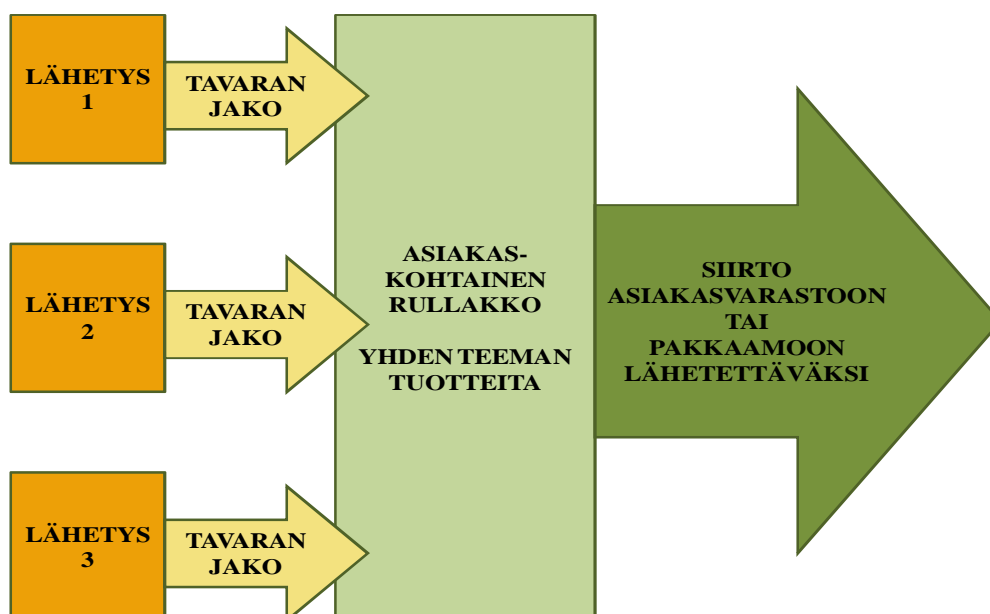 LÄHETYS
1
TAVARAN
JAKO
LÄHETYS
2
TAVARAN
JAKO
LÄHETYS
3
TAVARAN
JAKO
ASIAKAS-
KOHTAINEN
RULLAKKO
YHDEN TEEMAN
TUOTTEITA
SIIRTO
ASIAKASVARASTOON
TAI
PAKKAAMOON
LÄHETETTÄVÄKSI